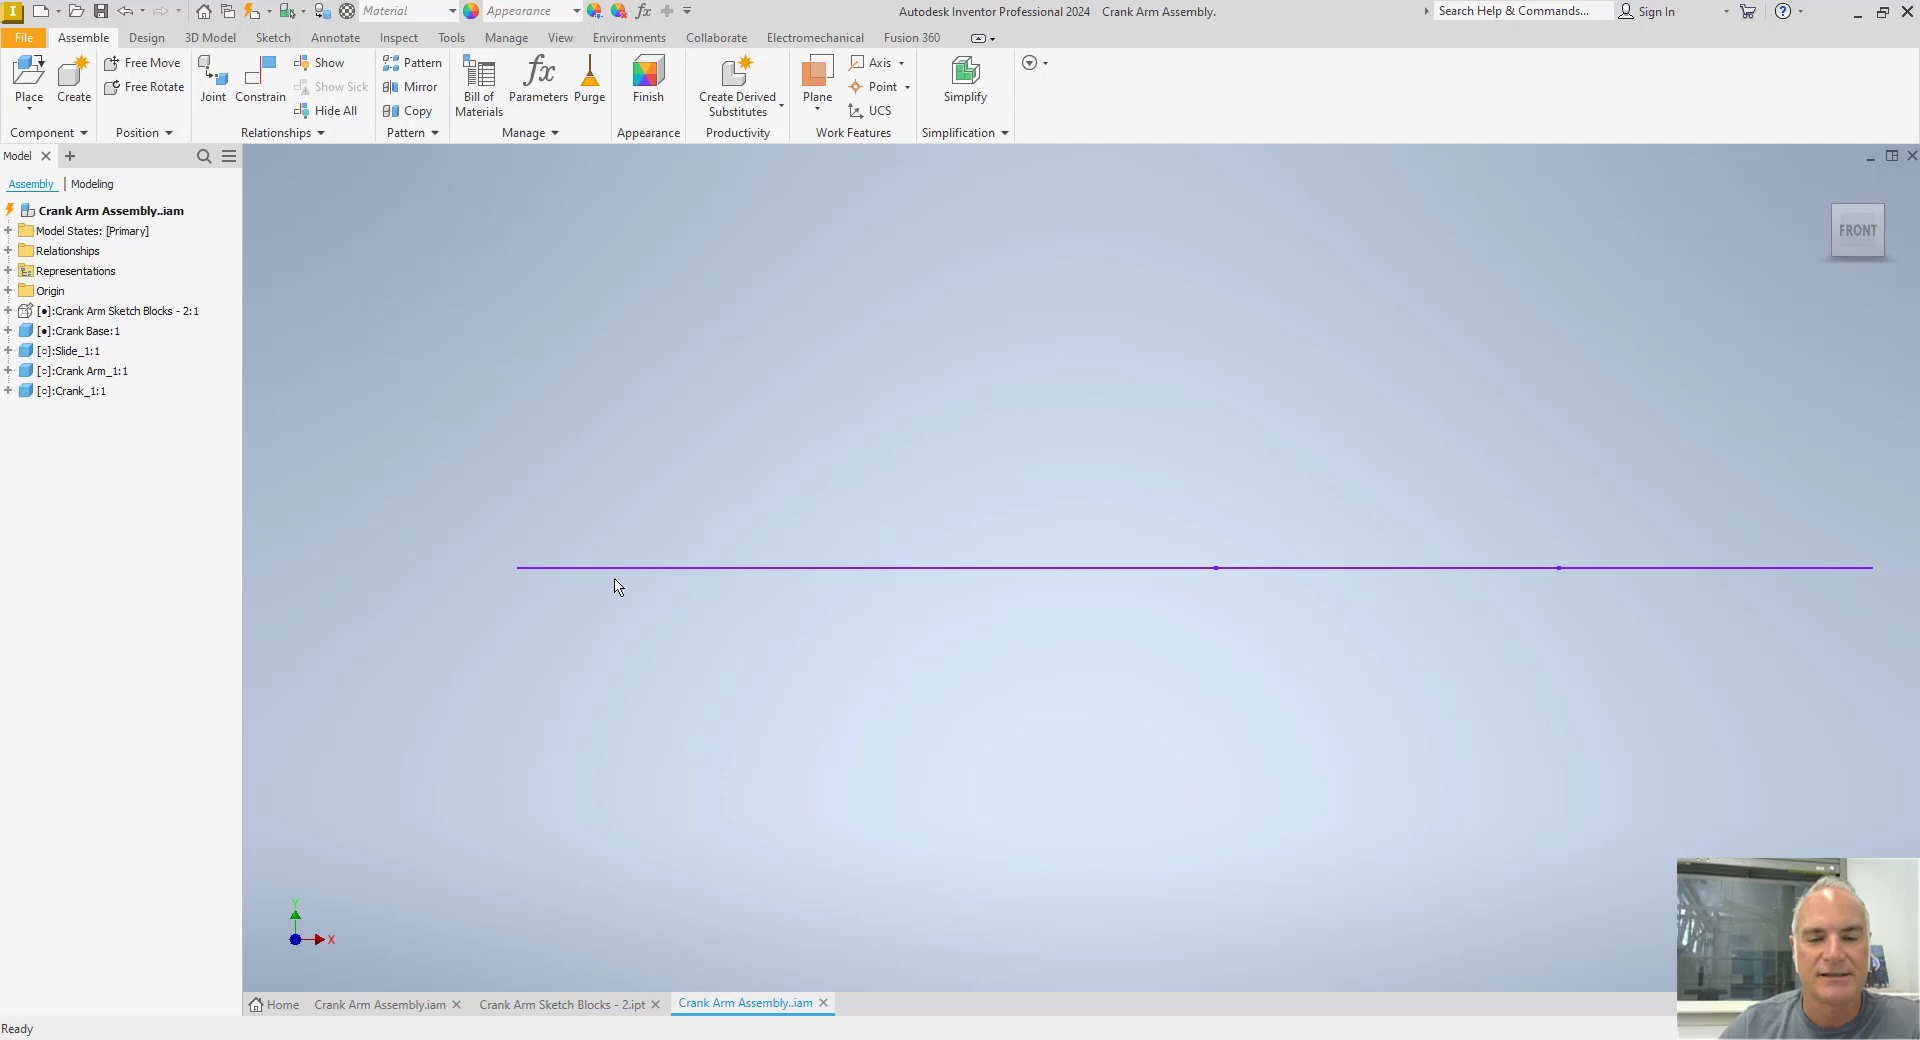 Material
Appearance
fx
Autodesk Inventor Professional 2024 Crank Arm Assembly.
Search Help & Commands...
Sign In
File Assemble Design 3D Model Sketch Annotate Inspect Tools Manage View Environments Collaborate Electromechanical Fusion 360
Place
Create
Free Move
Free Rotate
Joint
Constrain
Show
Show Sick
Hide All
Pattern
Mirror
Copy
Bill of
Materials
fx
Parameters
Purge
Finish
Create Derived
Substitutes
Plane
Axis
Point
UCS
Simplify
Component Position Relationships Pattern Manage Appearance Productivity Work Features Simplification
Model
Assembly | Modeling
Crank Arm Assembly..iam
Model States: [Primary]
Relationships
Representations
Origin
[●]:Crank Arm Sketch Blocks - 2:1
[●]:Crank Base:1
[○]:Slide_1:1
[○]:Crank Arm_1:1
[○]:Crank_1:1
FRONT
Y
X
Home Crank Arm Assembly.iam Crank Arm Sketch Blocks - 2.ipt Crank Arm Assembly..iam
Ready